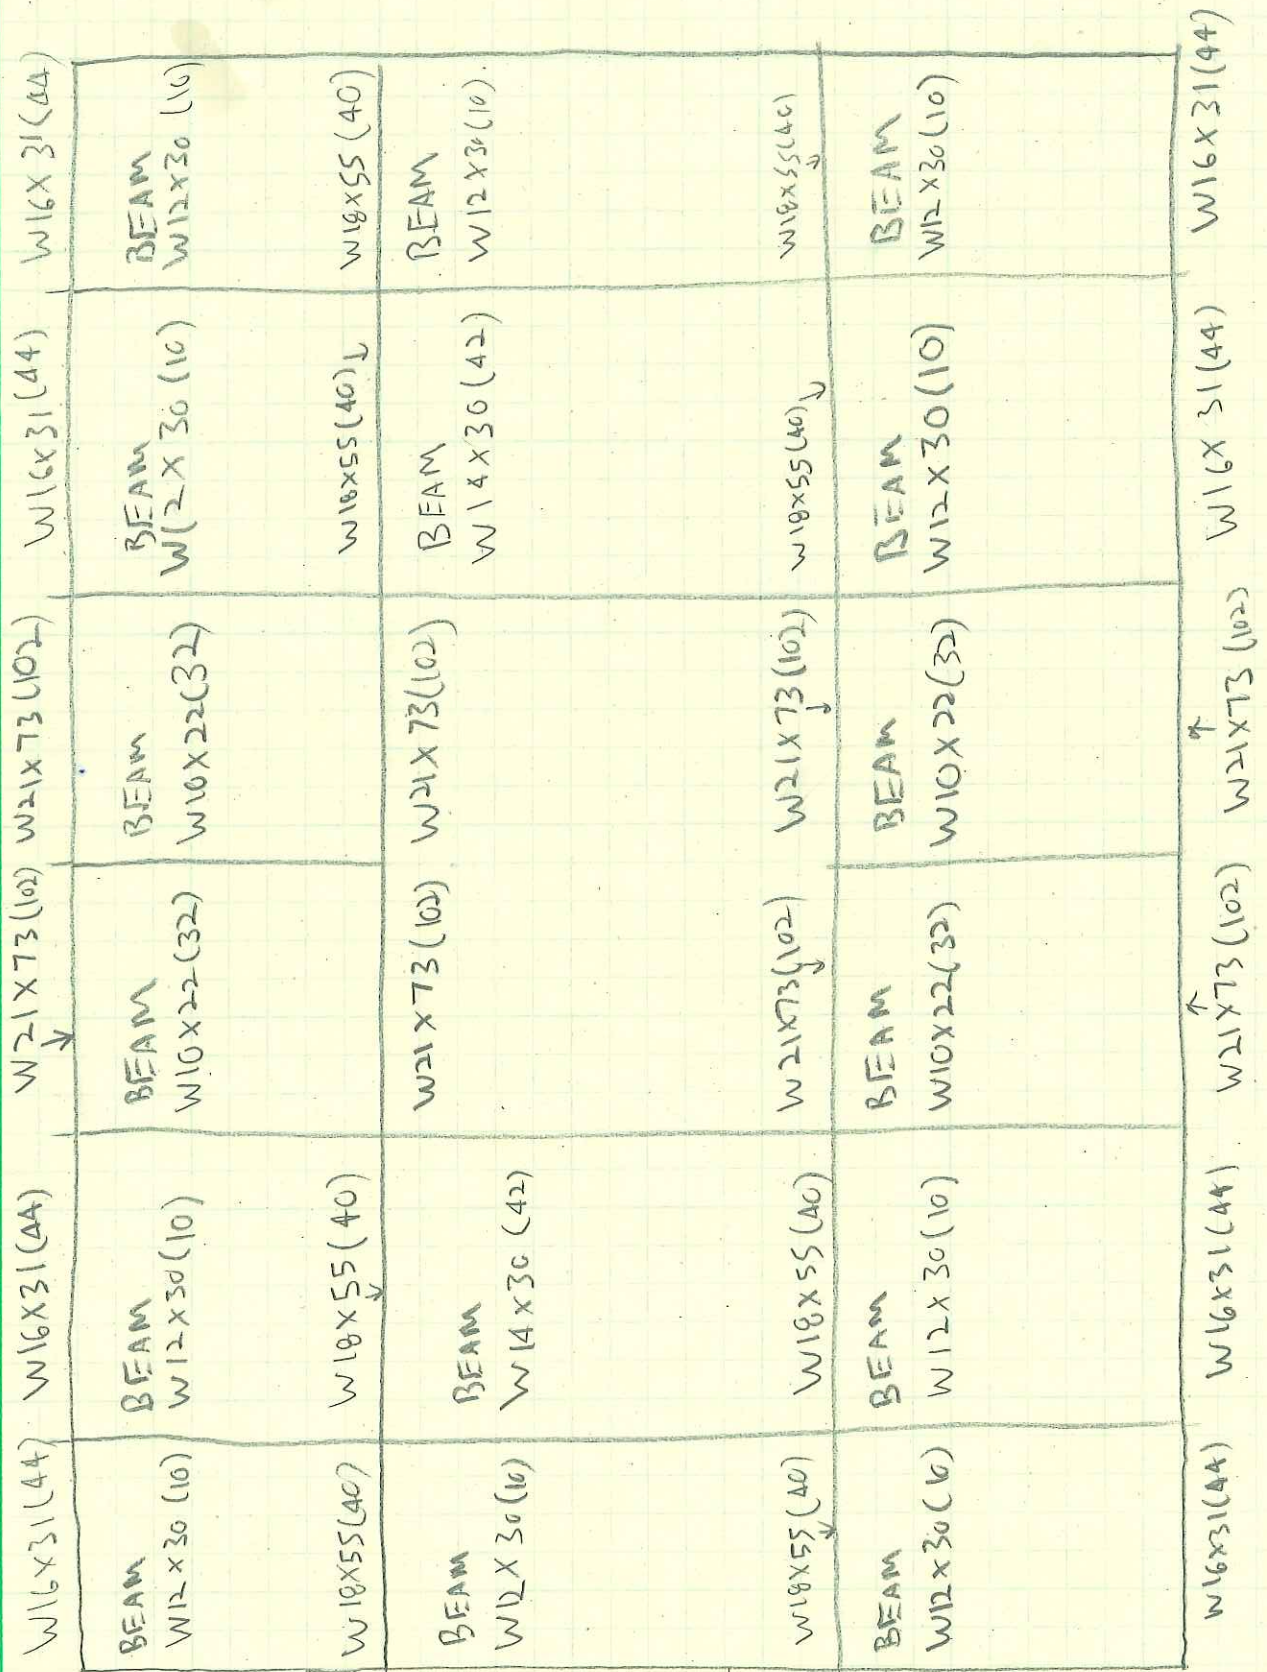 W16X31(44) W16X31(44) W21X73(102) W21X73(102) W16X31(44) W16X31(44)
BEAM BEAM BEAM BEAM BEAM BEAM
W12X30(10) W12X30(10) W10X22(32) W10X22(32) W12X30(10) W12X30(10)
W18X55(40) W18X55(40) W18X55(40) W18X55(40)
BEAM BEAM W21X73(102) W21X73(102) BEAM BEAM
W12X30(10) W14X30(42) W14X30(42) W12X30(10)
W18X55(40) W18X55(40) W21X73(102) W21X73(102) W18X55(40) W18X55(40)
BEAM BEAM BEAM BEAM BEAM BEAM
W12X30(10) W12X30(10) W10X22(32) W10X22(32) W12X30(10) W12X30(10)
W16X31(44) W16X31(44) W21X73(102) W21X73(102) W16X31(44) W16X31(44)